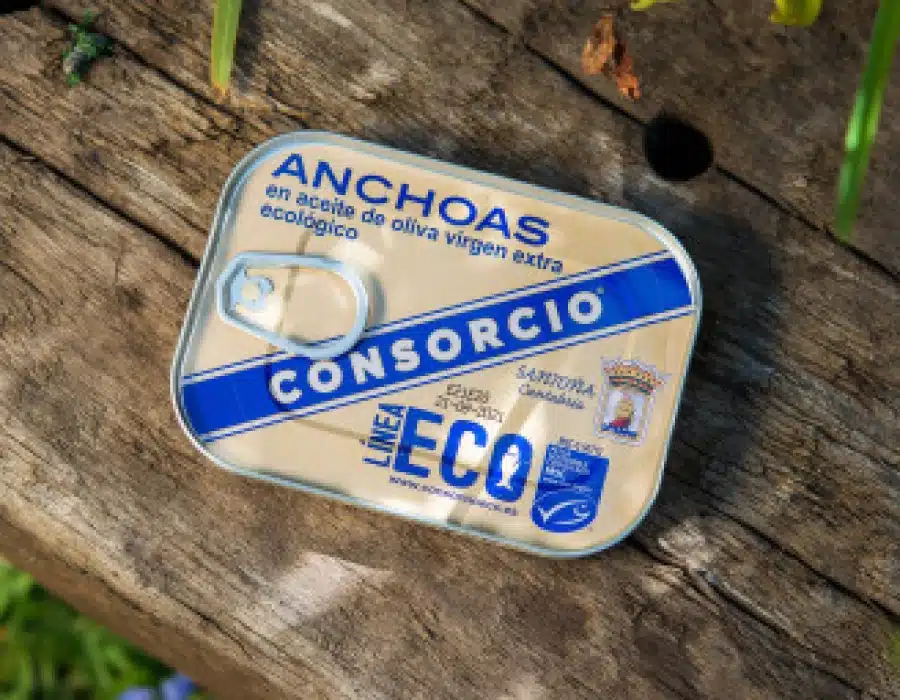 ANCHOAS
en aceite de oliva virgen extra
ecológico
CONSORCIO
SANTOÑA
Cantabria
LÍNEA
ECO